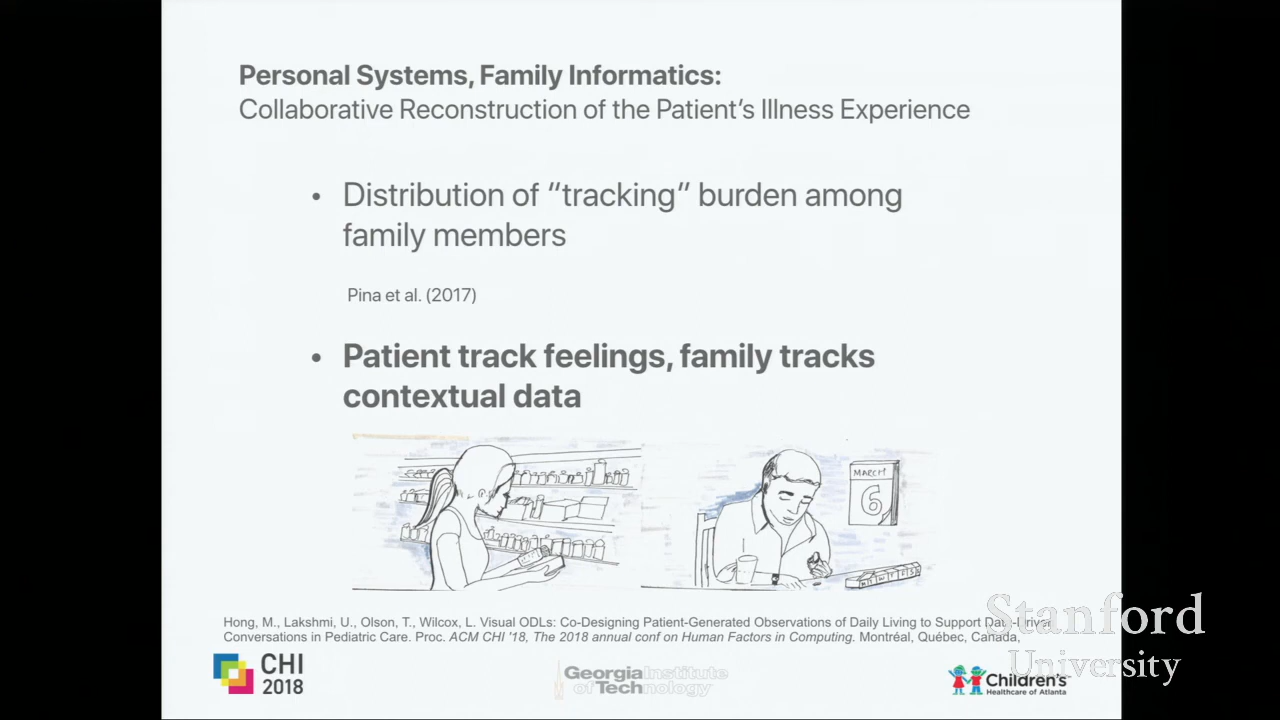 Personal Systems, Family Informatics:
Collaborative Reconstruction of the Patient's Illness Experience
• Distribution of “tracking” burden among
family members
Pina et al. (2017)
• Patient track feelings, family tracks
contextual data
MARCH
6
Hong, M., Lakshmi, U., Olson, T., Wilcox, L. Visual ODLs: Co-Designing Patient-Generated Observations of Daily Living to Support
Conversations in Pediatric Care. Proc. ACM CHI '18, The 2018 annual conf on Human Factors in Computing. Montréal, Québec, Canada,
CHI
2018
Georgia Institute
of Technology
Children's
Healthcare of Atlanta
Stanford
University